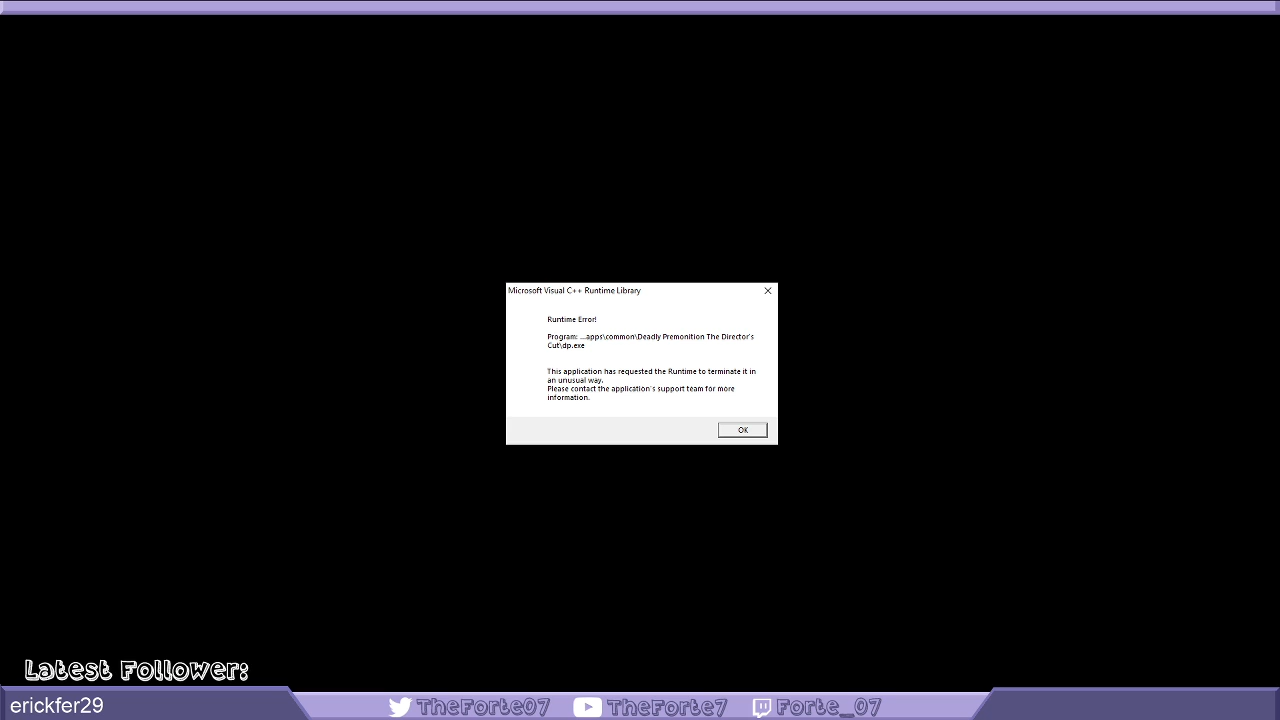 Microsoft Visual C++ Runtime Library
Runtime Error!
Program: ...apps\common\Deadly Premonition The Director's
Cut\dp.exe
This application has requested the Runtime to terminate it in
an unusual way.
Please contact the application's support team for more
information.
OK
Latest Follower:
erickfer29
TheForte07 TheForte7 Forte_07